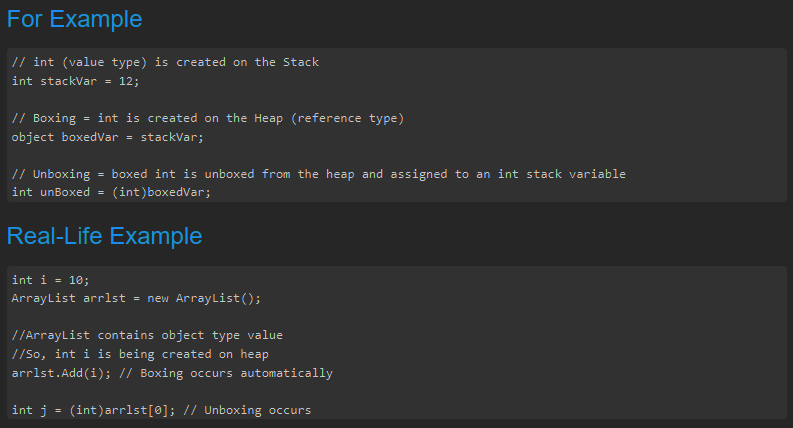 For Example
// int (value type) is created on the Stack
int stackVar = 12;
// Boxing = int is created on the Heap (reference type)
object boxedVar = stackVar;
// Unboxing = boxed int is unboxed from the heap and assigned to an int stack variable
int unBoxed = (int)boxedVar;
Real-Life Example
int i = 10;
ArrayList arrlst = new ArrayList();
//ArrayList contains object type value
//So, int i is being created on heap
arrlst.Add(i); // Boxing occurs automatically
int j = (int)arrlst[0]; // Unboxing occurs